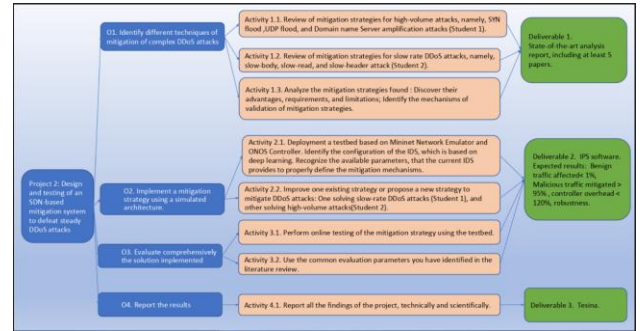 Project 2: Design
and testing of an
SDN-based
mitigation system
to defeat steady
DDoS attacks
O1. Identify different techniques of
mitigation of complex DDoS attacks
Activity 1.1. Review of mitigation strategies for high-volume attacks, namely, SYN
flood ,UDP flood, and Domain name Server amplification attacks (Student 1).
Activity 1.2. Review of mitigation strategies for slow rate DDoS attacks, namely,
slow-body, slow-read, and slow-header attack (Student 2).
Activity 1.3. Analyze the mitigation strategies found : Discover their
advantages, requirements, and limitations; Identify the mechanisms of
validation of mitigation strategies.
Deliverable 1.
State-of-the-art analysis
report, including at least 5
papers.
O2. Implement a mitigation
strategy using a simulated
architecture.
Activity 2.1. Deployment a testbed based on Mininet Network Emulator and
ONOS Controller. Identify the configuration of the IDS, which is based on
deep learning. Recognize the available parameters, that the current IDS
provides to properly define the mitigation mechanisms.
Activity 2.2. Improve one existing strategy or propose a new strategy to
mitigate DDoS attacks: One solving slow-rate DDoS attacks (Student 1), and
other solving high-volume attacks(Student 2).
O3. Evaluate comprehensively
the solution implemented
Activity 3.1. Perform online testing of the mitigation strategy using the testbed.
Activity 3.2. Use the common evaluation parameters you have identified in the
literature review.
Deliverable 2. IPS software.
Expected results: Benign
traffic affected< 1%,
Malicious traffic mitigated >
95% , controller overhead <
120%, robustness.
O4. Report the results
Activity 4.1. Report all the findings of the project, technically and scientifically.
Deliverable 3. Tesina.